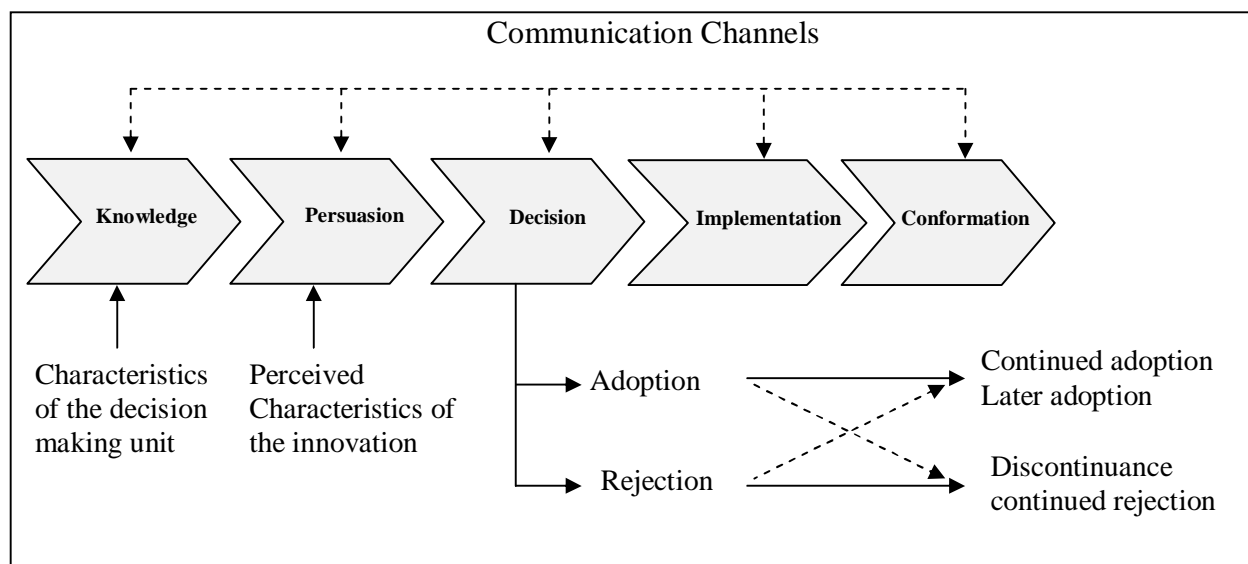 Communication Channels
Knowledge
Persuasion
Decision
Implementation
Conformation
Characteristics
of the decision
making unit
Perceived
Characteristics of
the innovation
Adoption
Rejection
Continued adoption
Later adoption
Discontinuance
continued rejection